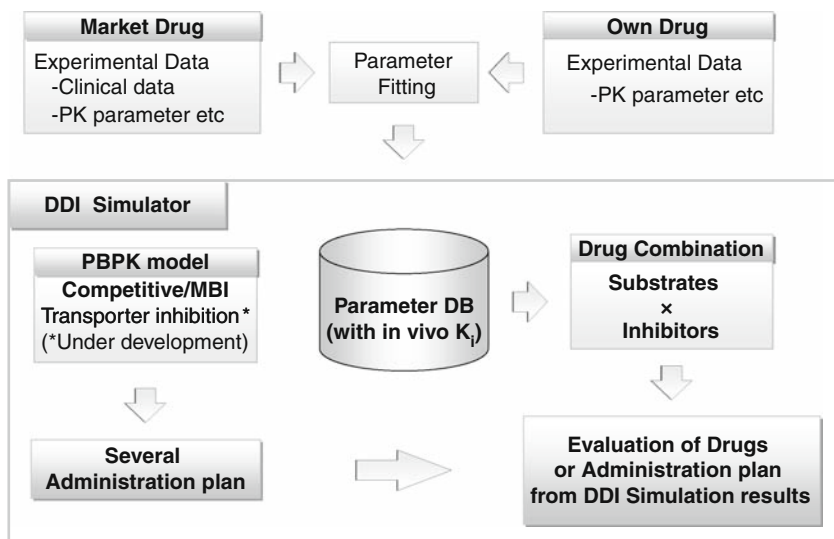 Market Drug
Experimental Data
-Clinical data
-PK parameter etc
Parameter
Fitting
Own Drug
Experimental Data
-PK parameter etc
DDI Simulator
PBPK model
Competitive/MBI
Transporter inhibition*
(*Under development)
Parameter DB
(with in vivo Ki)
Drug Combination
Substrates
×
Inhibitors
Several
Administration plan
Evaluation of Drugs
or Administration plan
from DDI Simulation results